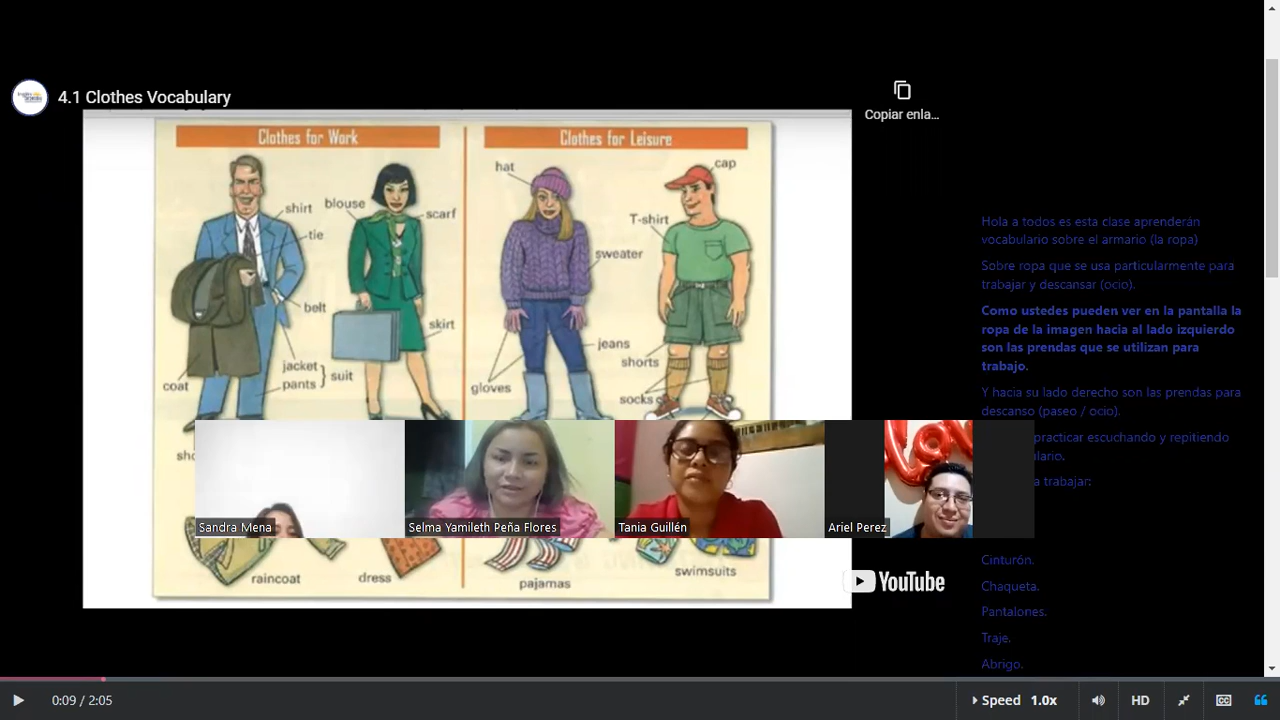 4.1 Clothes Vocabulary
Copiar enla...
Clothes for Work
Clothes for Leisure
hat
cap
shirt
blouse
scarf
tie
T-shirt
sweater
belt
skirt
jeans
shorts
jacket
pants
suit
coat
gloves
socks
raincoat
dress
pajamas
swimsuits
Sandra Mena
Selma Yamileth Peña Flores
Tania Guillén
Ariel Perez
YouTube
Hola a todos es esta clase aprenderán
vocabulario sobre el armario (la ropa)
Sobre ropa que se usa particularmente para
trabajar y descansar (ocio).
Como ustedes pueden ver en la pantalla la
ropa de la imagen hacia al lado izquierdo
son las prendas que se utilizan para
trabajo.
Y hacia su lado derecho son las prendas para
descanso (paseo / ocio).
practicar escuchando y repitiendo
trabajar:
Cinturón.
Chaqueta.
Pantalones.
Traje.
Abrigo.
0:09 / 2:05
Speed 1.0x
HD
CC